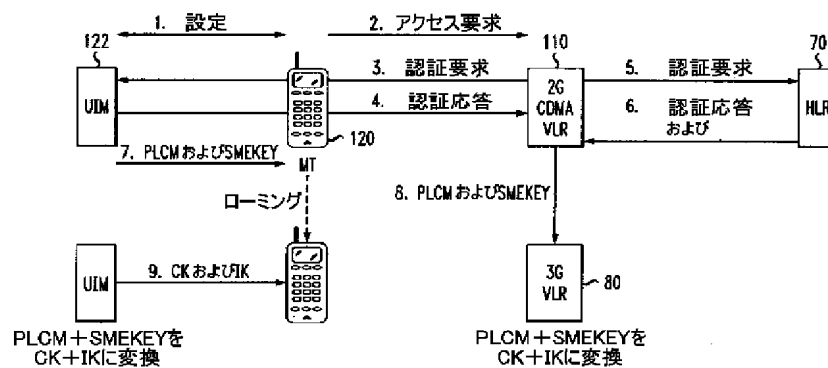 1. 設定
2. アクセス要求
122
110
70
3. 認証要求
5. 認証要求
UIM
2G
CDMA
VLR
HLR
4. 認証応答
6. 認証応答
および
120
7. PLCMおよびSMEKEY
MT
ローミング
8. PLCMおよびSMEKEY
UIM
9. CKおよびIK
3G
VLR
80
PLCM+SMEKEYを
CK+IKに変換
PLCM+SMEKEYを
CK+IKに変換